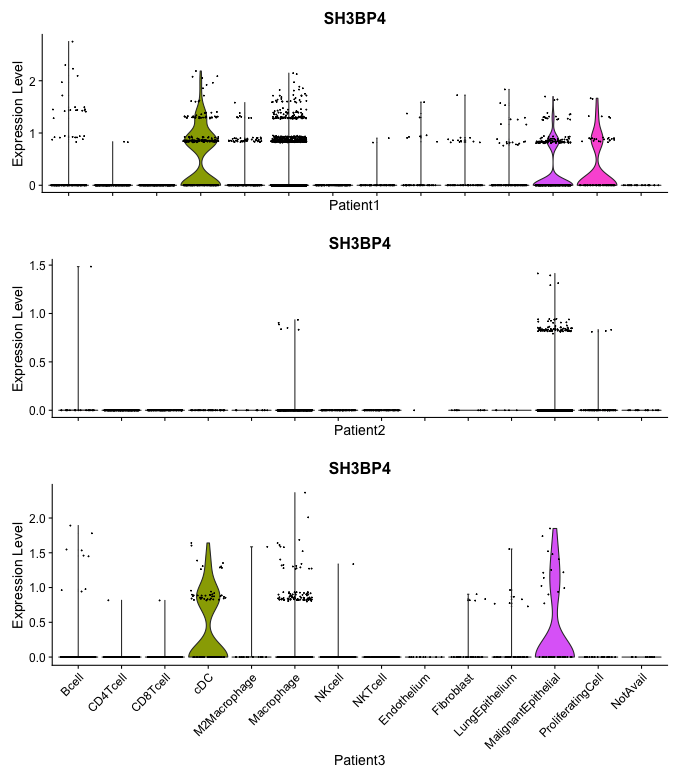 SH3BP4
Expression Level
2
1
0
Patient1
SH3BP4
Expression Level
1.5
1.0
0.5
0.0
Patient2
SH3BP4
Expression Level
2.0
1.5
1.0
0.5
0.0
Bcell
CD4Tcell
CD8Tcell
cDC
M2Macrophage
Macrophage
NKcell
NKTcell
Endothelium
Fibroblast
LungEpithelium
MalignantEpithelial
ProliferatingCell
NotAvail
Patient3